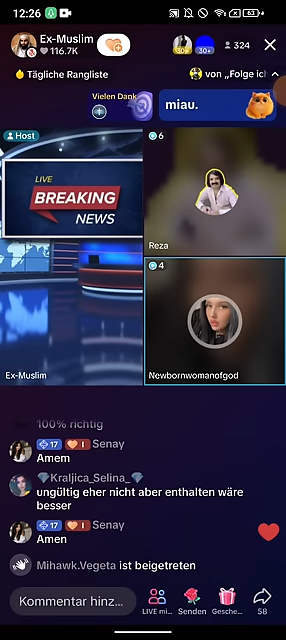 12:26
63
Ex-Muslim
116.7K
30+
324
Tägliche Rangliste
von „Folge ich
Vielen Dank
miau.
Host
6
LIVE
BREAKING
NEWS
Reza
4
Ex-Muslim
Newbornwomanofgod
100% richtig
17 I Senay
Amem
Kraljica_Selina_
ungültig eher nicht aber enthalten wäre
besser
17 I Senay
Amen
Mihawk.Vegeta ist beigetreten
Kommentar hinz...
LIVE mi...
Senden
Gesche...
58